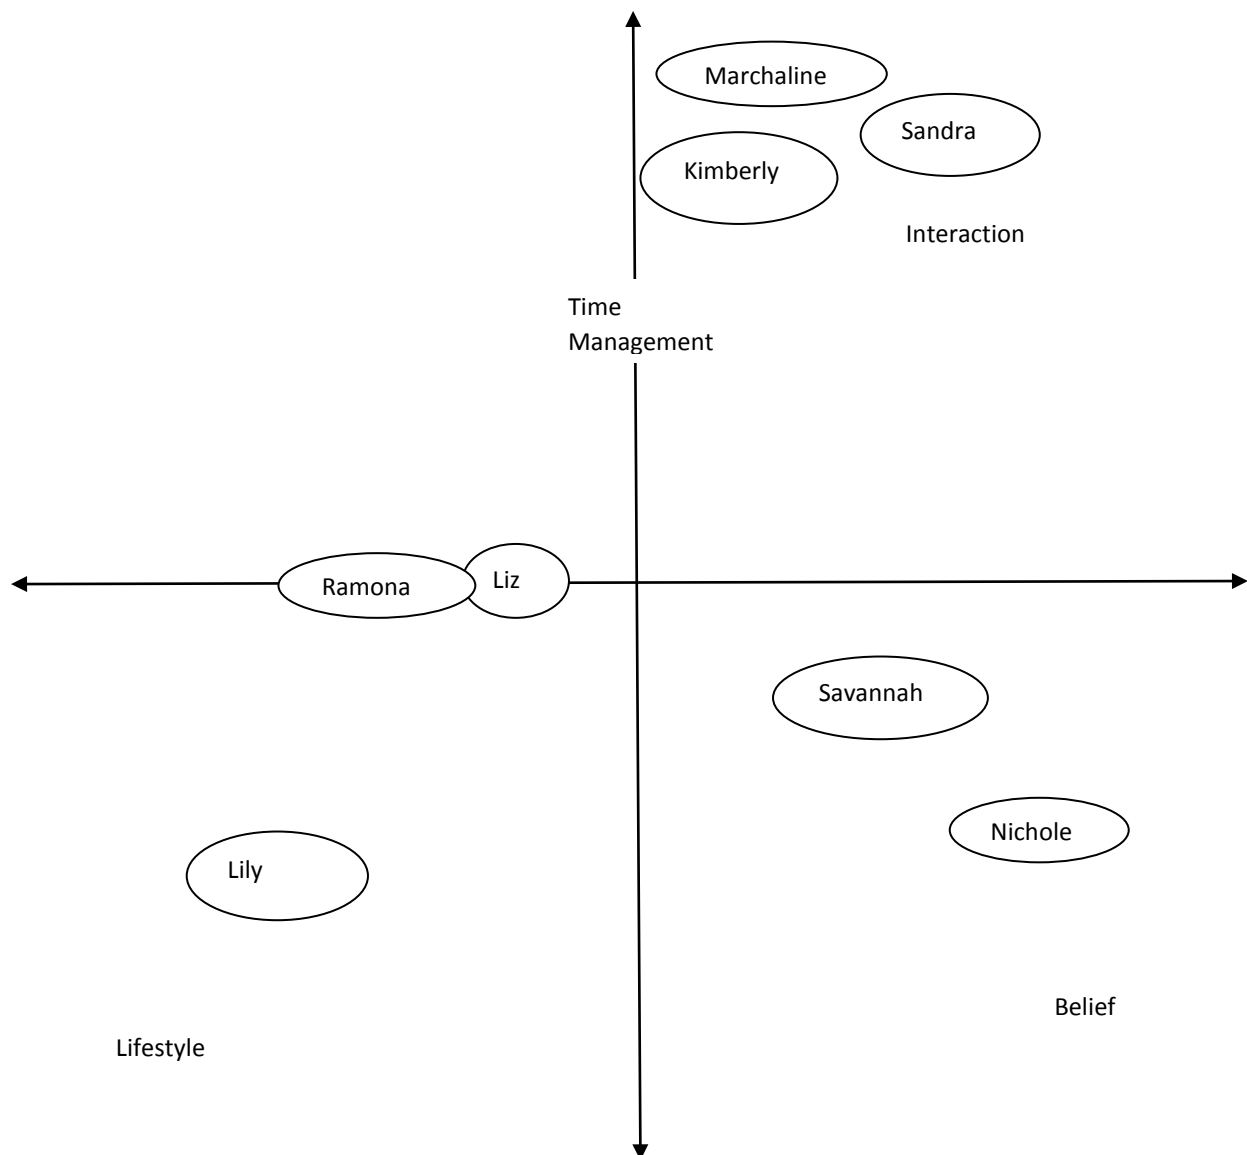 Marchaline
Sandra
Kimberly
Interaction
Time
Management
Ramona
Liz
Savannah
Nichole
Lily
Belief
Lifestyle